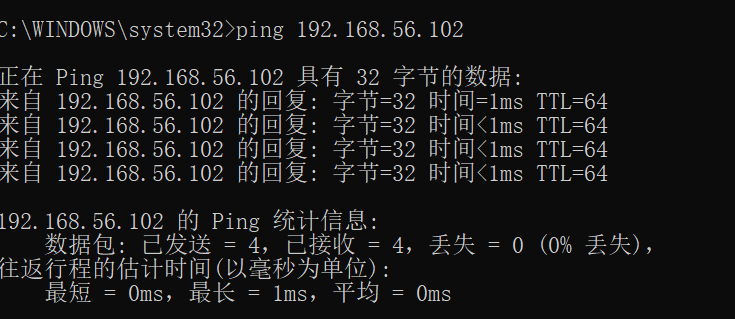 C:\WINDOWS\system32>ping 192.168.56.102
正在 Ping 192.168.56.102 具有 32 字节的数据:
来自 192.168.56.102 的回复: 字节=32 时间=1ms TTL=64
来自 192.168.56.102 的回复: 字节=32 时间<1ms TTL=64
来自 192.168.56.102 的回复: 字节=32 时间<1ms TTL=64
来自 192.168.56.102 的回复: 字节=32 时间<1ms TTL=64
192.168.56.102 的 Ping 统计信息:
数据包: 已发送 = 4，已接收 = 4，丢失 = 0 (0% 丢失)，
往返行程的估计时间(以毫秒为单位):
最短 = 0ms，最长 = 1ms，平均 = 0ms